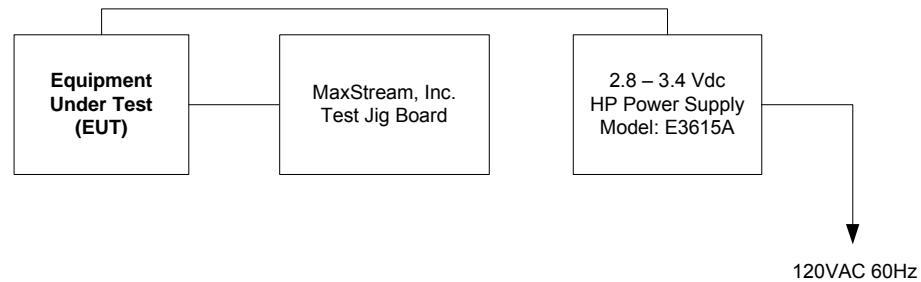 Equipment
Under Test
(EUT)
MaxStream, Inc.
Test Jig Board
2.8 – 3.4 Vdc
HP Power Supply
Model: E3615A
120VAC 60Hz